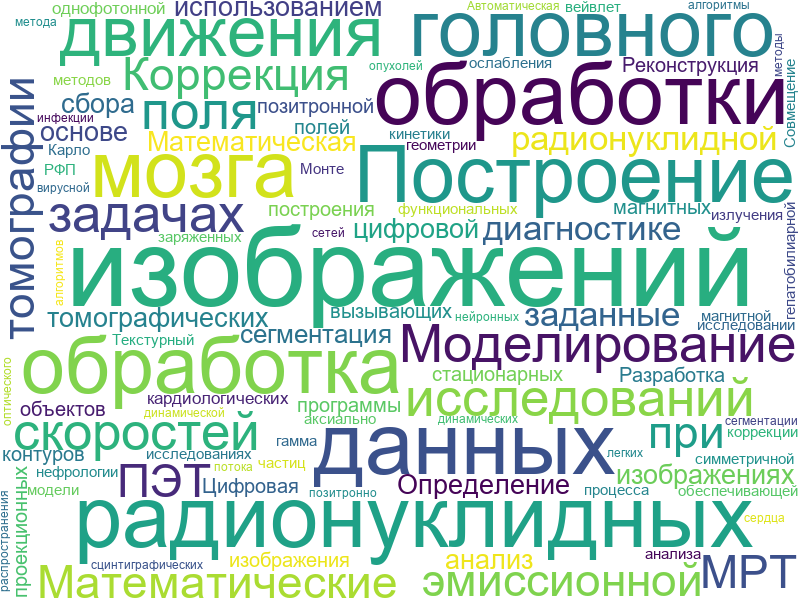 однофотонной
использованием
Автоматическая
вейвлет
алгоритмы
метода
движения
головного
методы
Коррекция
опухолей
ослабления
Реконструкция
методов
обработки
Совмещение
сбора
поля
позитронной
инфекции
основе
полей
кинетики
радионуклидной
Математическая
геометрии
Карло
томографии
мозга
Монте
Построение
РФП
вирусной
задачах
построения
функциональных
магнитных
излучения
заряженных
сетей
цифровой
диагностике
гепатобилиарной
алгоритмов
изображений
томографических
вызывающих
нейронных
заданные
магнитной
исследовании
сегментация
Текстурный
Моделирование
обработка
стационарных
Разработка
оптического
кардиологических
исследований
объектов
программы
динамической
аксиально
динамических
сегментации
скоростей
данных
при
коррекции
контуров
исследованиях
гамма
легких
симметричной
нефрологии
ПЭТ
потока
частиц
изображениях
модели
Цифровая
позитронно
Определение
процесса
обеспечивающей
распространения
проекционных
радионуклидных
сердца
сцинтиграфических
изображения
анализ
анализа
МРТ
Математические
эмиссионной